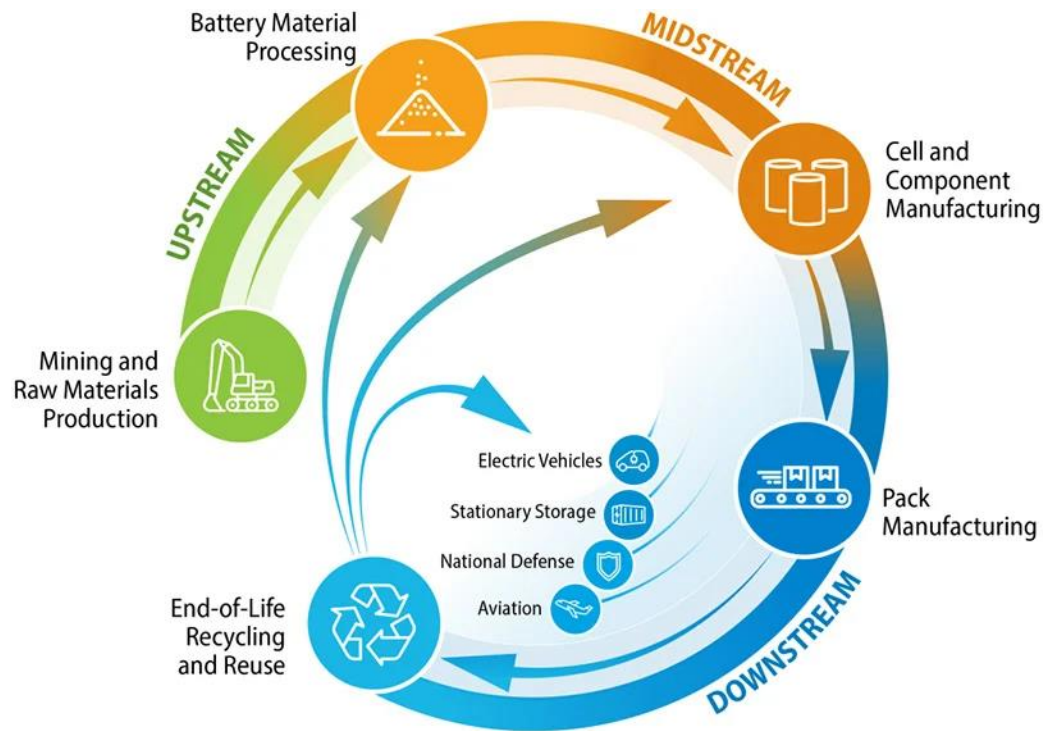 Battery Material
Processing
MIDSTREAM
UPSTREAM
Cell and
Component
Manufacturing
Mining and
Raw Materials
Production
Electric Vehicles
Stationary Storage
National Defense
Aviation
Pack
Manufacturing
End-of-Life
Recycling
and Reuse
DOWNSTREAM